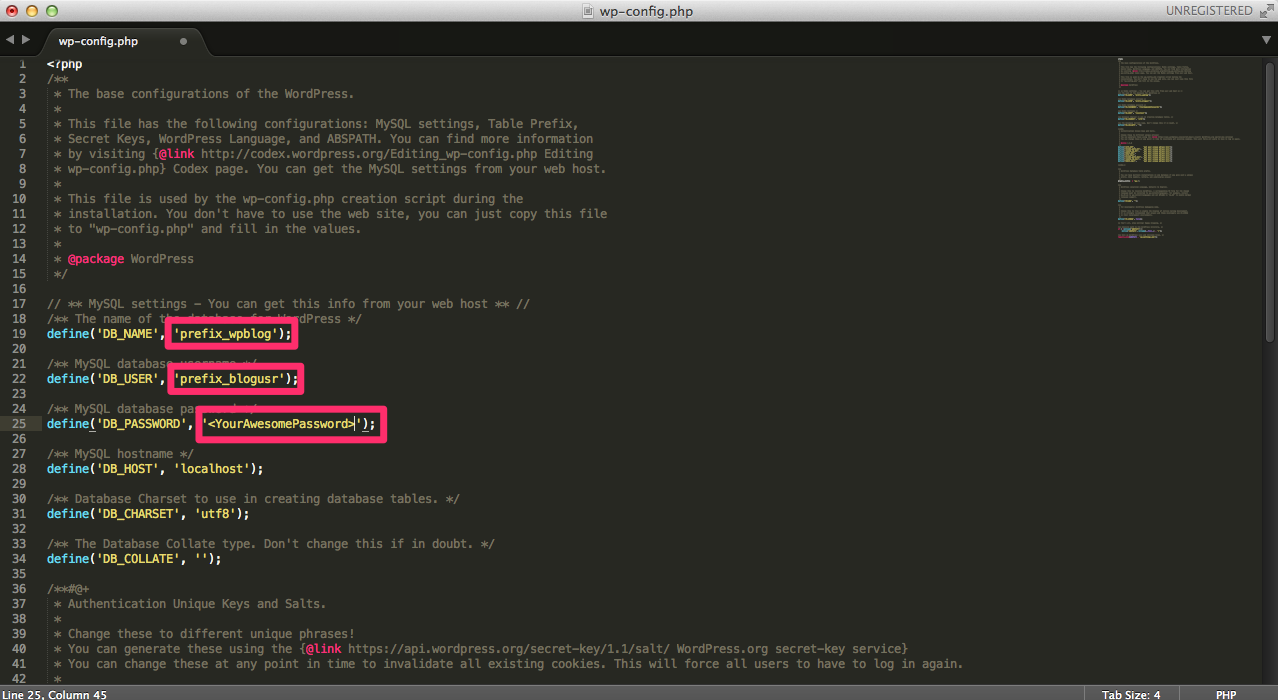 wp-config.php
UNREGISTERED
wp-config.php
1 <?php
2 /**
3 * The base configurations of the WordPress.
4 *
5 * This file has the following configurations: MySQL settings, Table Prefix,
6 * Secret Keys, WordPress Language, and ABSPATH. You can find more information
7 * by visiting {@link http://codex.wordpress.org/Editing_wp-config.php Editing
8 * wp-config.php} Codex page. You can get the MySQL settings from your web host.
9 *
10 * This file is used by the wp-config.php creation script during the
11 * installation. You don't have to use the web site, you can just copy this file
12 * to "wp-config.php" and fill in the values.
13 *
14 * @package WordPress
15 */
16
17 // ** MySQL settings - You can get this info from your web host ** //
18 /** The name of the database for WordPress */
19 define('DB_NAME', 'prefix_wpblog');
20
21 /** MySQL database username */
22 define('DB_USER', 'prefix_blogusr');
23
24 /** MySQL database password */
25 define('DB_PASSWORD', '<YourAwesomePassword>');
26
27 /** MySQL hostname */
28 define('DB_HOST', 'localhost');
29
30 /** Database Charset to use in creating database tables. */
31 define('DB_CHARSET', 'utf8');
32
33 /** The Database Collate type. Don't change this if in doubt. */
34 define('DB_COLLATE', '');
35
36 /**#@+
37 * Authentication Unique Keys and Salts.
38 *
39 * Change these to different unique phrases!
40 * You can generate these using the {@link https://api.wordpress.org/secret-key/1.1/salt/ WordPress.org secret-key service}
41 * You can change these at any point in time to invalidate all existing cookies. This will force all users to have to log in again.
42 *
Line 25, Column 45
Tab Size: 4
PHP